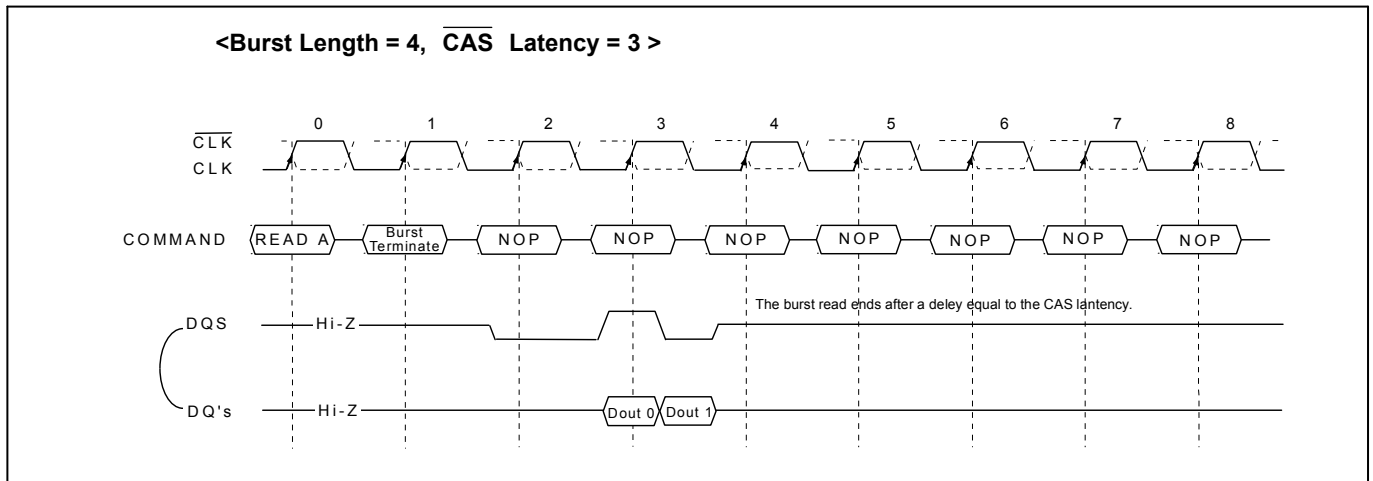 <Burst Length = 4, CAS Latency = 3 >
0 1 2 3 4 5 6 7 8
CLK
CLK
COMMAND READ A Burst Terminate NOP NOP NOP NOP NOP NOP NOP
The burst read ends after a deley equal to the CAS lantency.
DQS Hi-Z
DQ's Hi-Z Dout 0 Dout 1